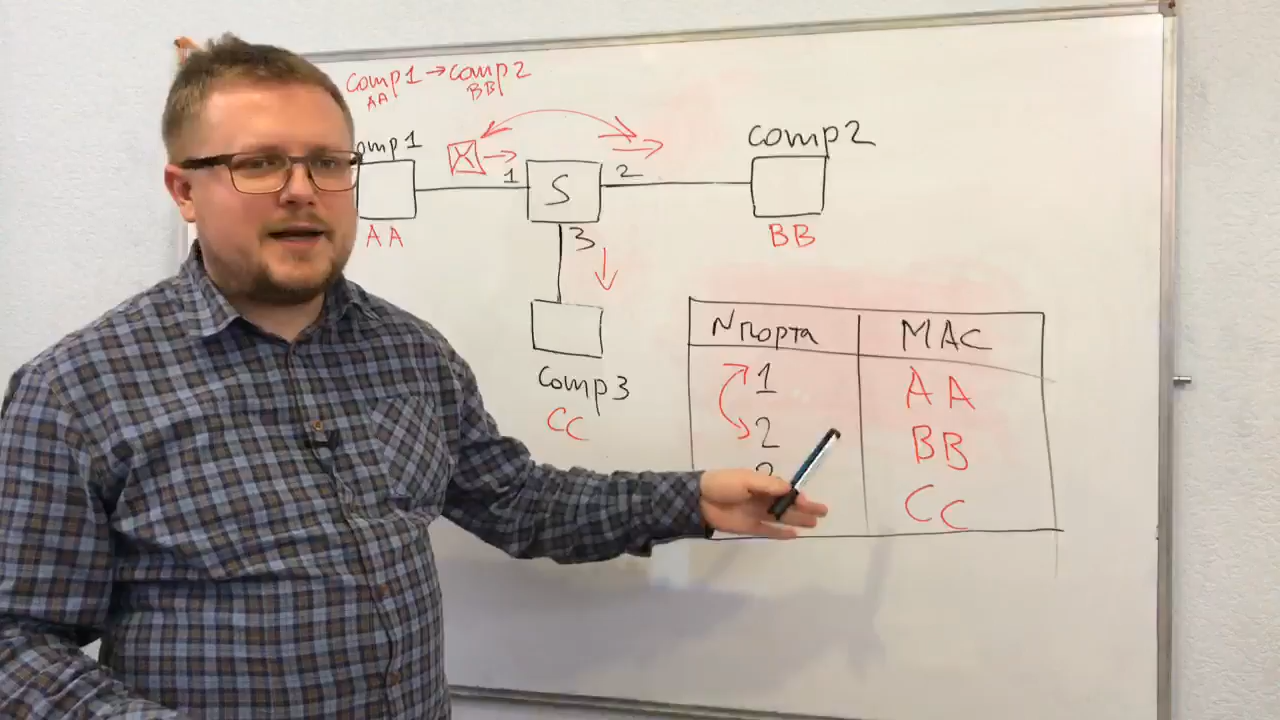 comp1→comp2
AA BB
omp1
comp2
1 S 2
AA
3
BB
comp3
CC
Nпорта MAC
1 AA
2 BB
CC